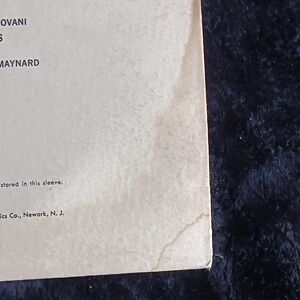 OVANI
S
MAYNARD
stored in this sleeve.
ics Co., Newark, N. J.